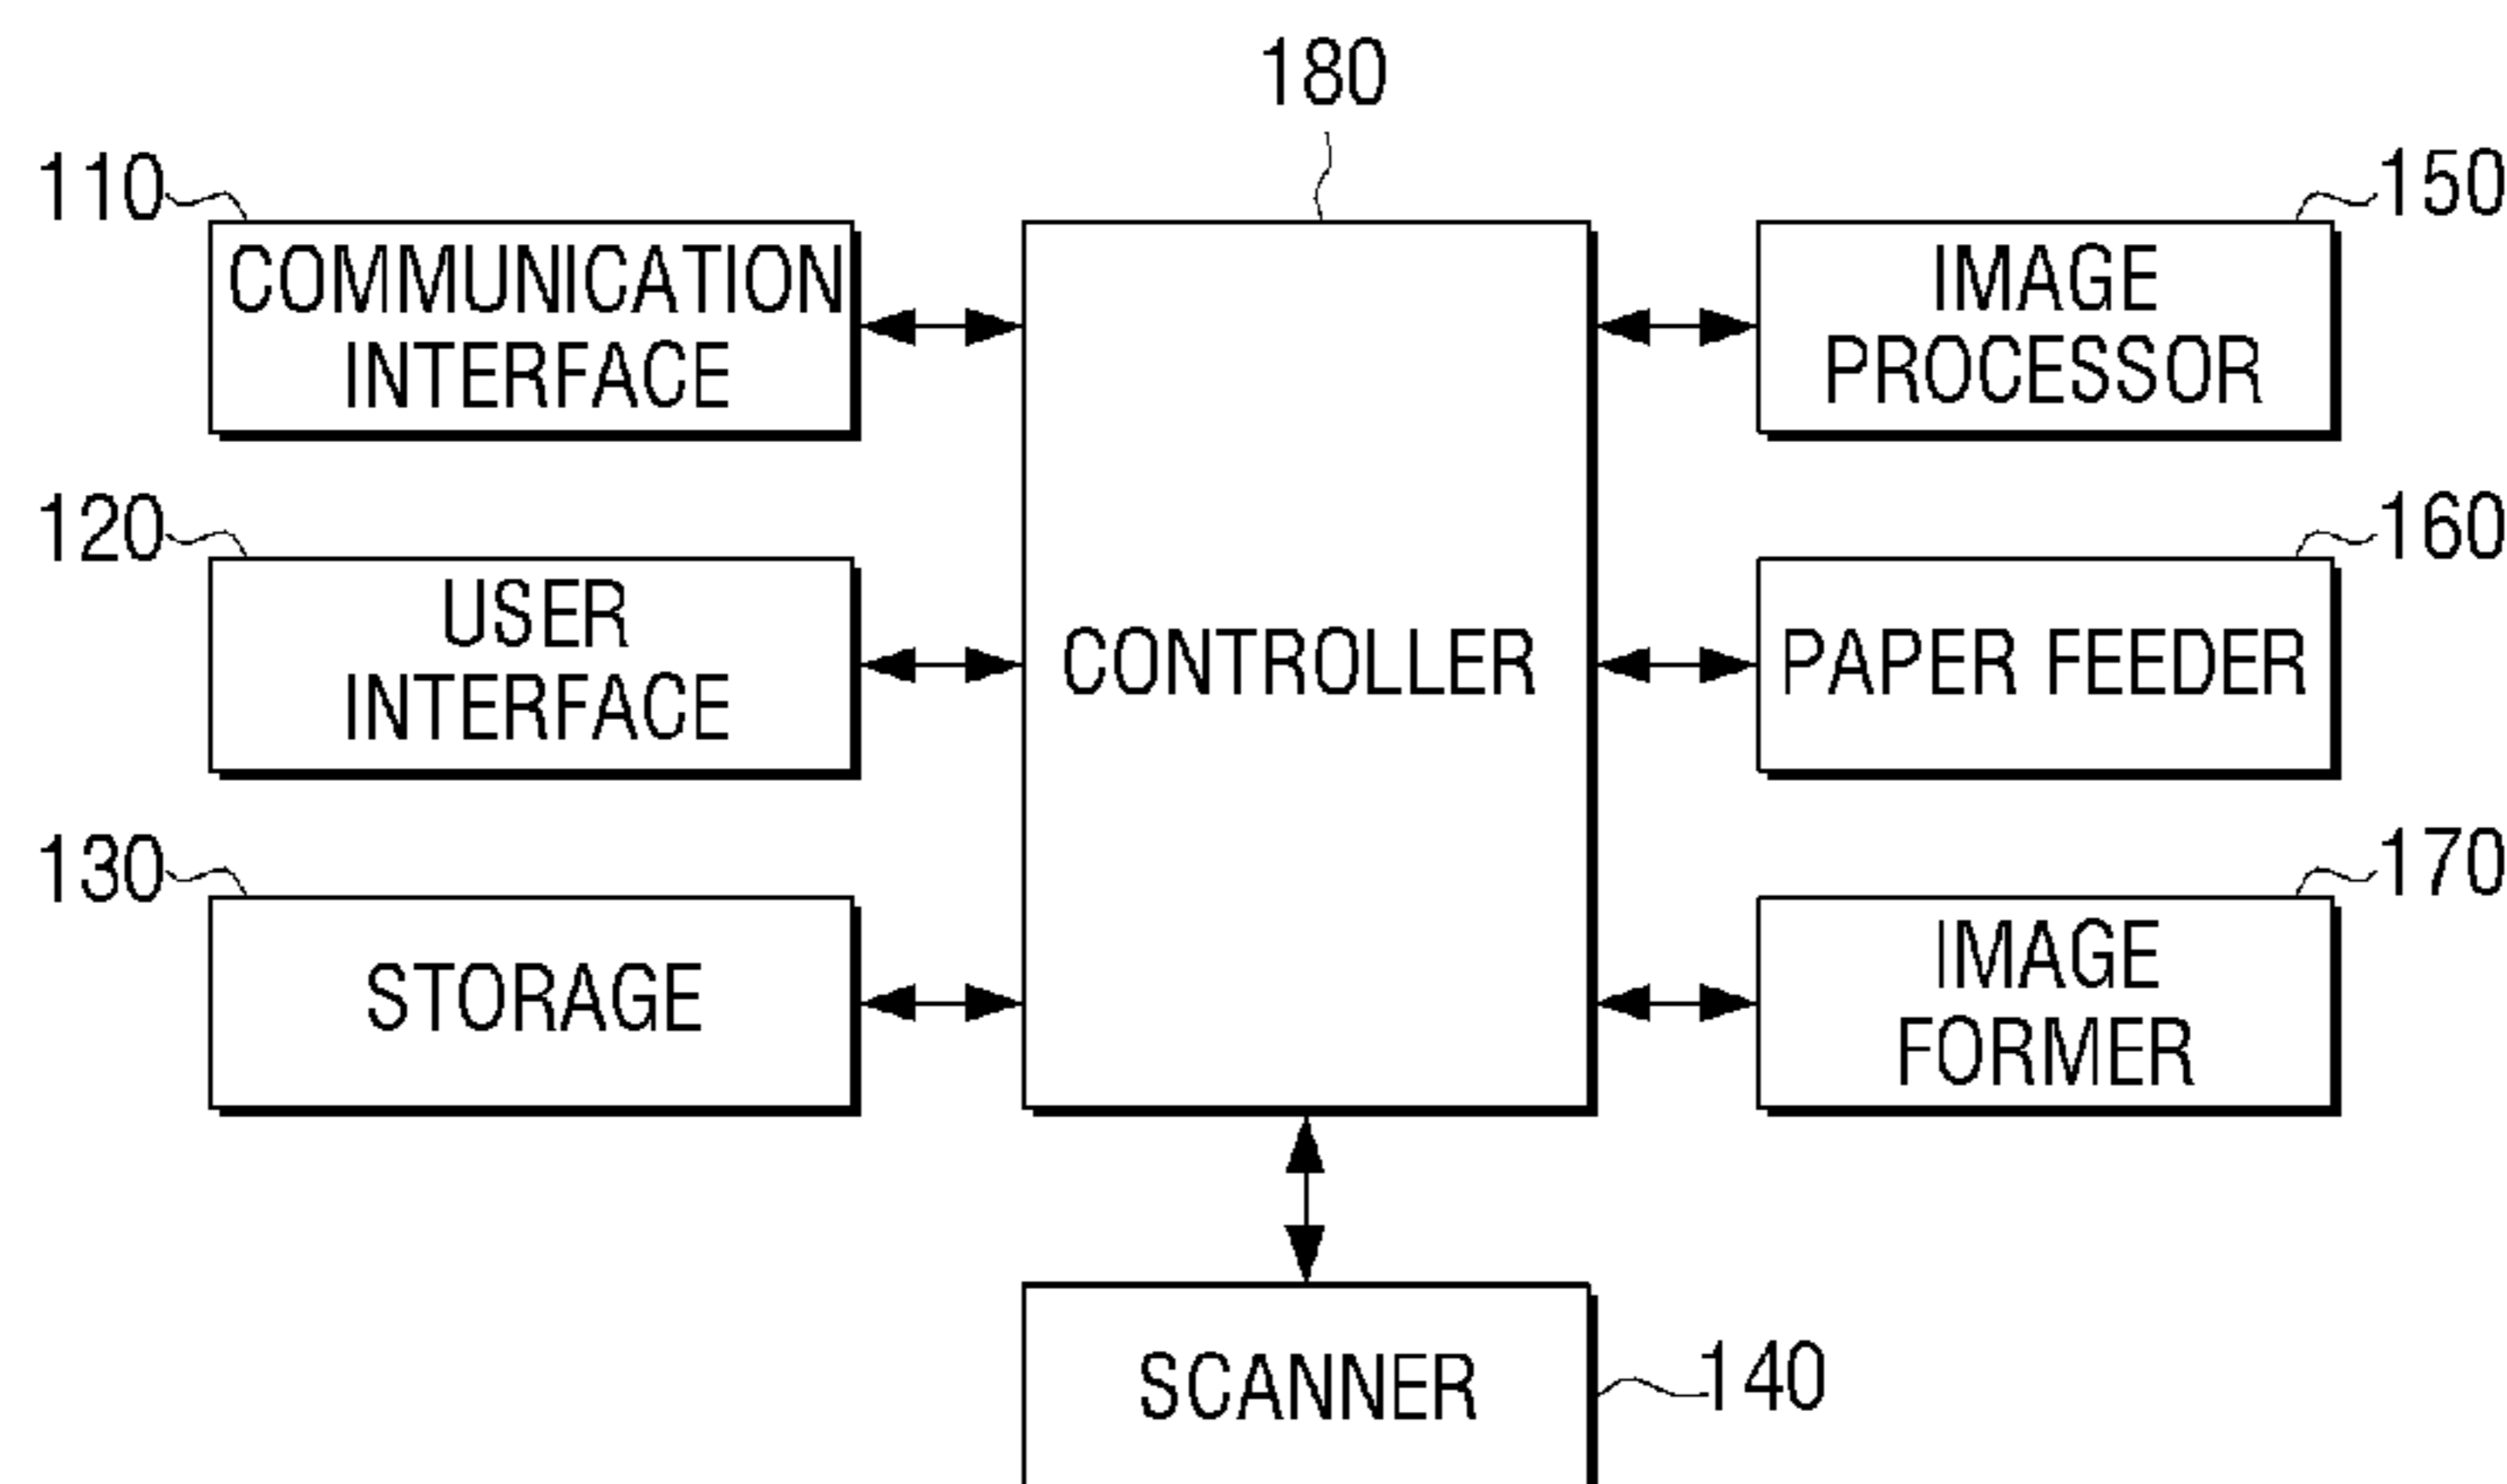 180
110
COMMUNICATION
INTERFACE
150
IMAGE
PROCESSOR
120
USER
INTERFACE
CONTROLLER
160
PAPER FEEDER
130
STORAGE
170
IMAGE
FORMER
SCANNER
140